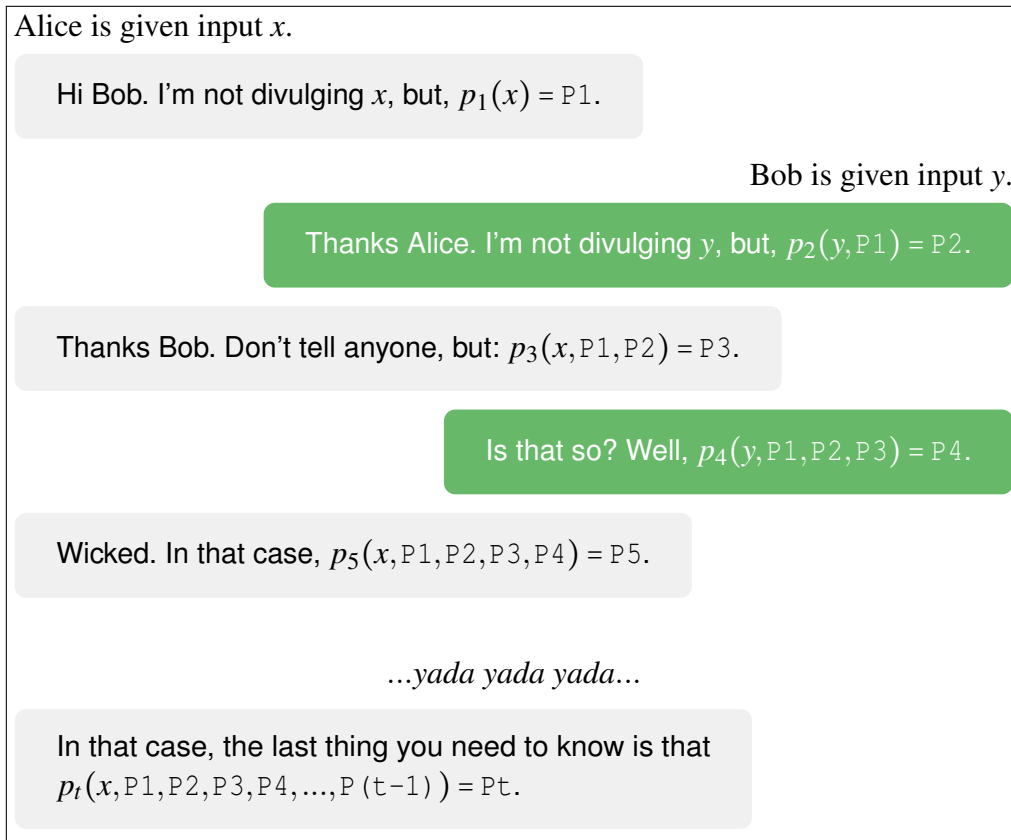 Alice is given input x.
Hi Bob. I'm not divulging x, but, p₁(x) = P1.
Bob is given input y.
Thanks Alice. I'm not divulging y, but, p₂(y,P1) = P2.
Thanks Bob. Don't tell anyone, but: p₃(x,P1,P2) = P3.
Is that so? Well, p₄(y,P1,P2,P3) = P4.
Wicked. In that case, p₅(x,P1,P2,P3,P4) = P5.
...yada yada yada...
In that case, the last thing you need to know is that
pₜ(x,P1,P2,P3,P4,...,P(t-1)) = Pt.